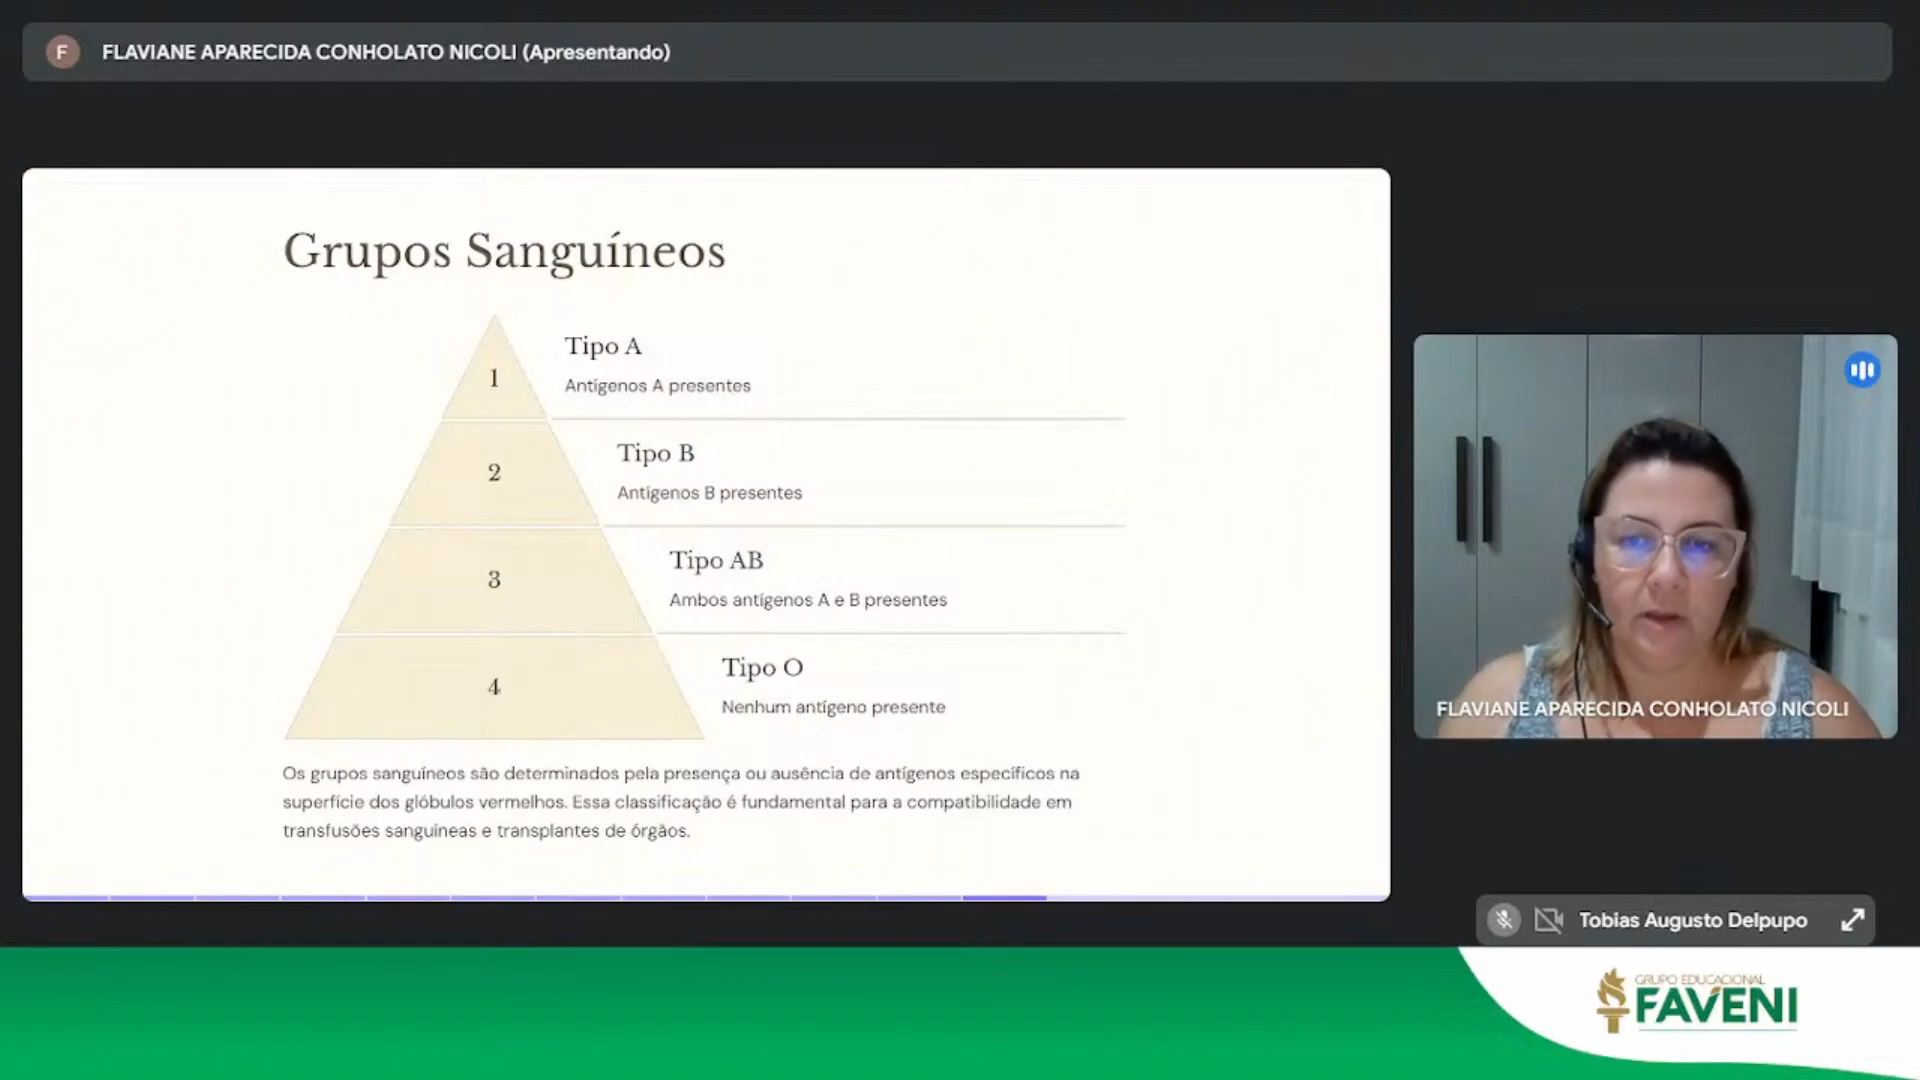 F FLAVIANE APARECIDA CONHOLATO NICOLI (Apresentando)
Grupos Sanguíneos
1
Tipo A
Antígenos A presentes
2
Tipo B
Antígenos B presentes
3
Tipo AB
Ambos antígenos A e B presentes
4
Tipo O
Nenhum antígeno presente
Os grupos sanguíneos são determinados pela presença ou ausência de antígenos específicos na
superfície dos glóbulos vermelhos. Essa classificação é fundamental para a compatibilidade em
transfusões sanguíneas e transplantes de órgãos.
FLAVIANE APARECIDA CONHOLATO NICOLI
Tobias Augusto Delpupo
GRUPO EDUCACIONAL
FAVENI